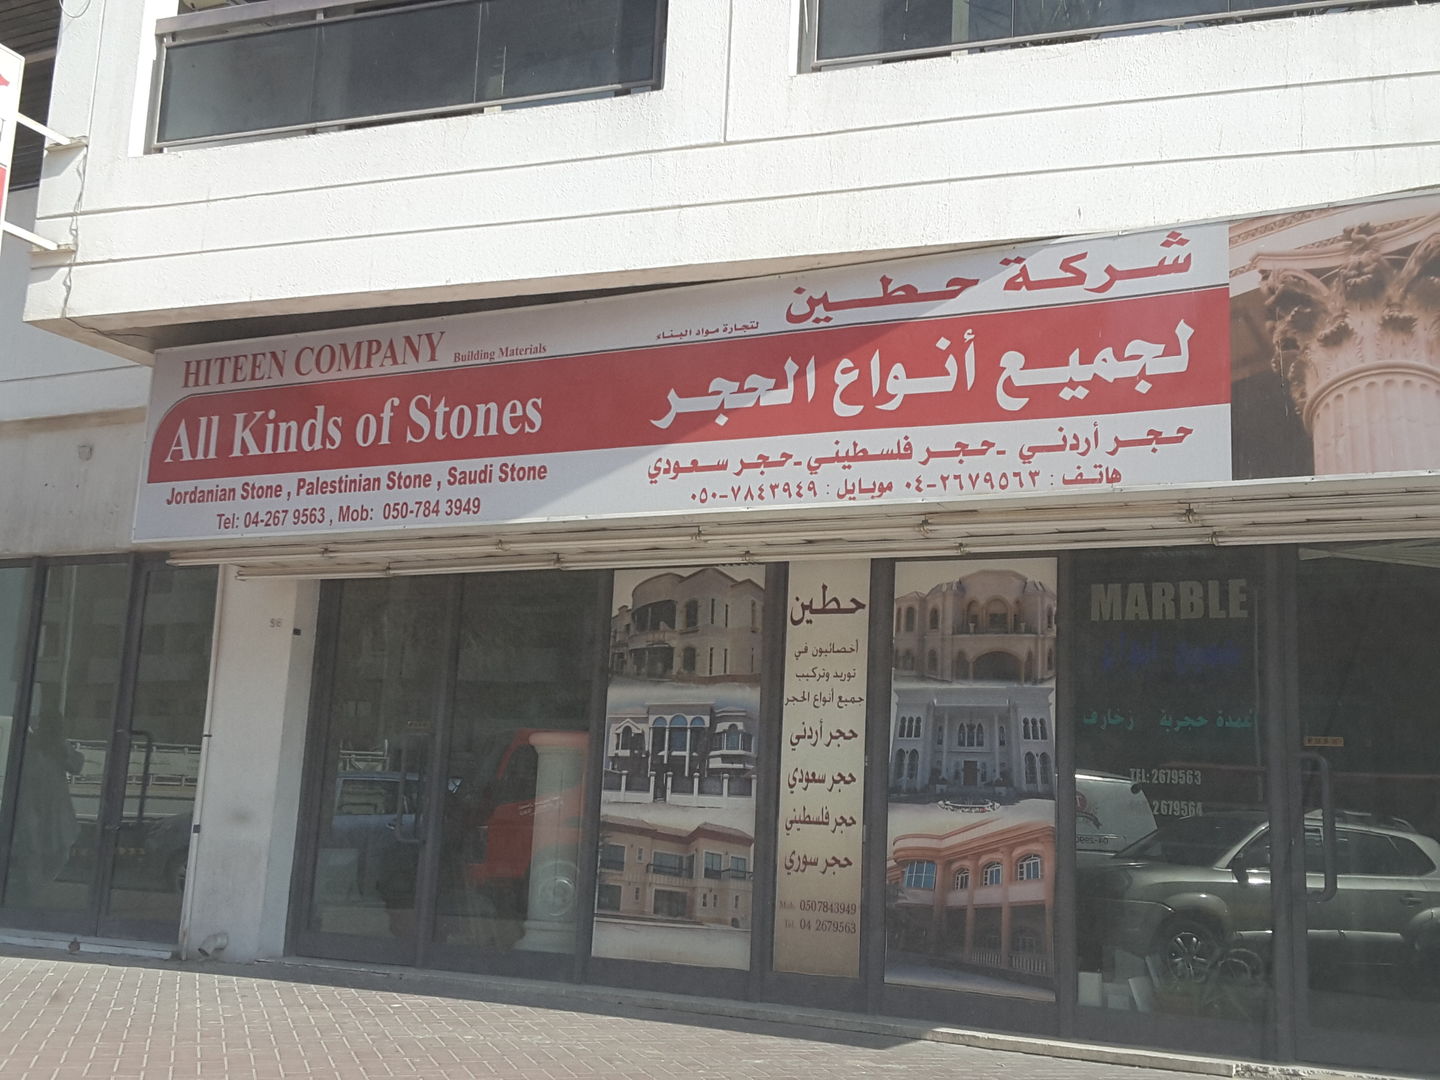 HITEEN COMPANY Building Materials
All Kinds of Stones
Jordanian Stone , Palestinian Stone , Saudi Stone
Tel: 04-267 9563 , Mob: 050-784 3949
شركة حطين لتجارة مواد البناء
لجميع أنواع الحجر
حجر أردني - حجر فلسطيني - حجر سعودي
هاتف : ٠٤-٢٦٧٩٥٦٣ موبايل : ٠٥٠-٧٨٤٣٩٤٩
حطين
أخصائيون في
توريد وتركيب
جميع أنواع الحجر
حجر أردني
حجر سعودي
حجر فلسطيني
حجر سوري
Mob: 0507843949
Tel: 04 2679563
MARBLE
أعمدة حجرية زخارف
TEL: 2679563
2679564